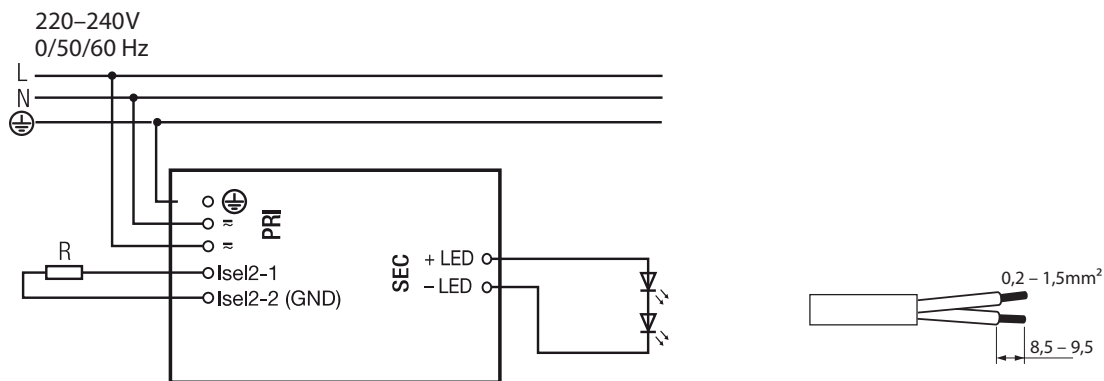 220–240V
0/50/60 Hz
L
N
PRI
≂
≂
R
Isel2-1
Isel2-2 (GND)
SEC
+ LED
– LED
0,2 – 1,5mm²
8,5 – 9,5